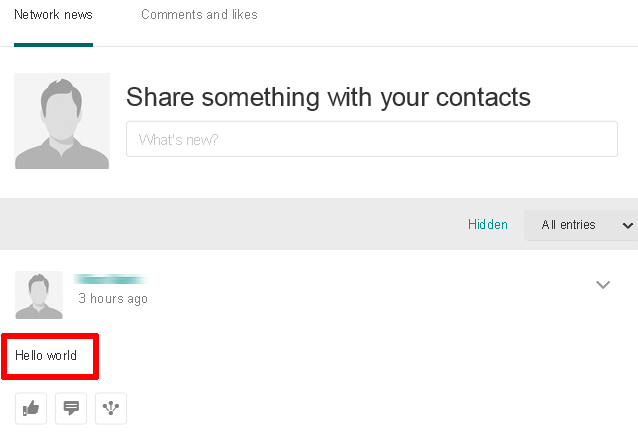 Network news
Comments and likes
Share something with your contacts
What's new?
Hidden
All entries
3 hours ago
Hello world